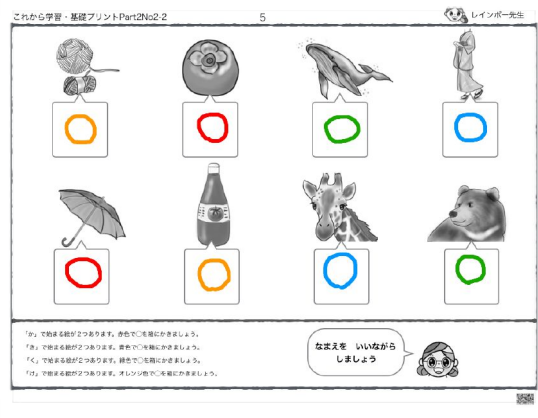 これから学習・基礎プリントPart2No2-2
5
レインボー先生
「か」で始まる絵が２つあります。赤色で○を箱にかきましょう。
「き」で始まる絵が２つあります。青色で○を箱にかきましょう。
「く」で始まる絵が２つあります。緑色で○を箱にかきましょう。
「け」で始まる絵が２つあります。オレンジ色で○を箱にかきましょう。
なまえを いいながら
しましょう